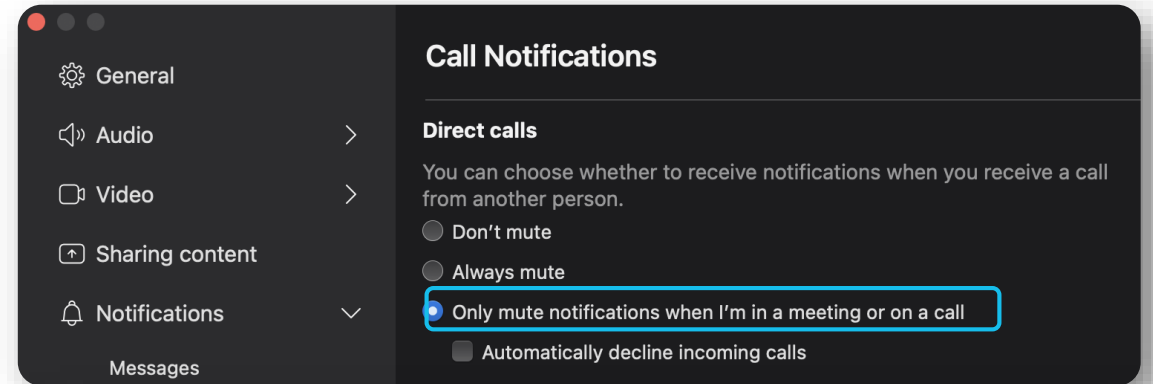 General
Audio
Video
Sharing content
Notifications
Messages
Call Notifications
Direct calls
You can choose whether to receive notifications when you receive a call
from another person.
Don't mute
Always mute
Only mute notifications when I'm in a meeting or on a call
Automatically decline incoming calls